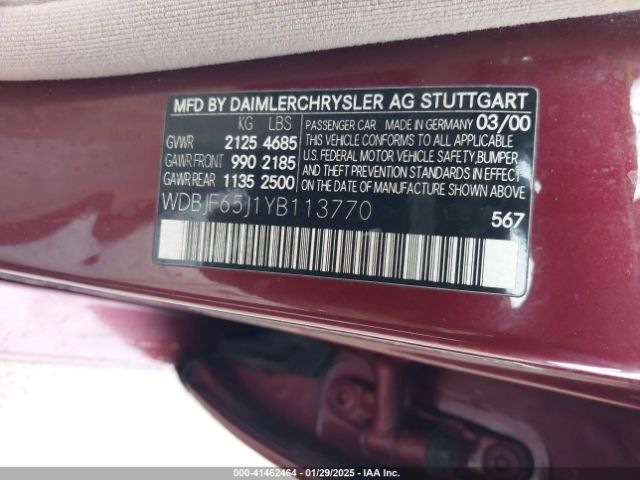 MFD BY DAIMLERCHRYSLER AG STUTTGART
KG LBS
GVWR 2125 4685
GAWR FRONT 990 2185
GAWR REAR 1135 2500
PASSENGER CAR MADE IN GERMANY 03/00
THIS VEHICLE CONFORMS TO ALL APPLICABLE
U.S. FEDERAL MOTOR VEHICLE SAFETY,BUMPER
AND THEFT PREVENTION STANDARDS IN EFFECT
ON THE DATE OF MANUFACTURE SHOWN ABOVE.
WDBJF65J1YB113770
567
000-41462464 - 01/29/2025 - IAA Inc.